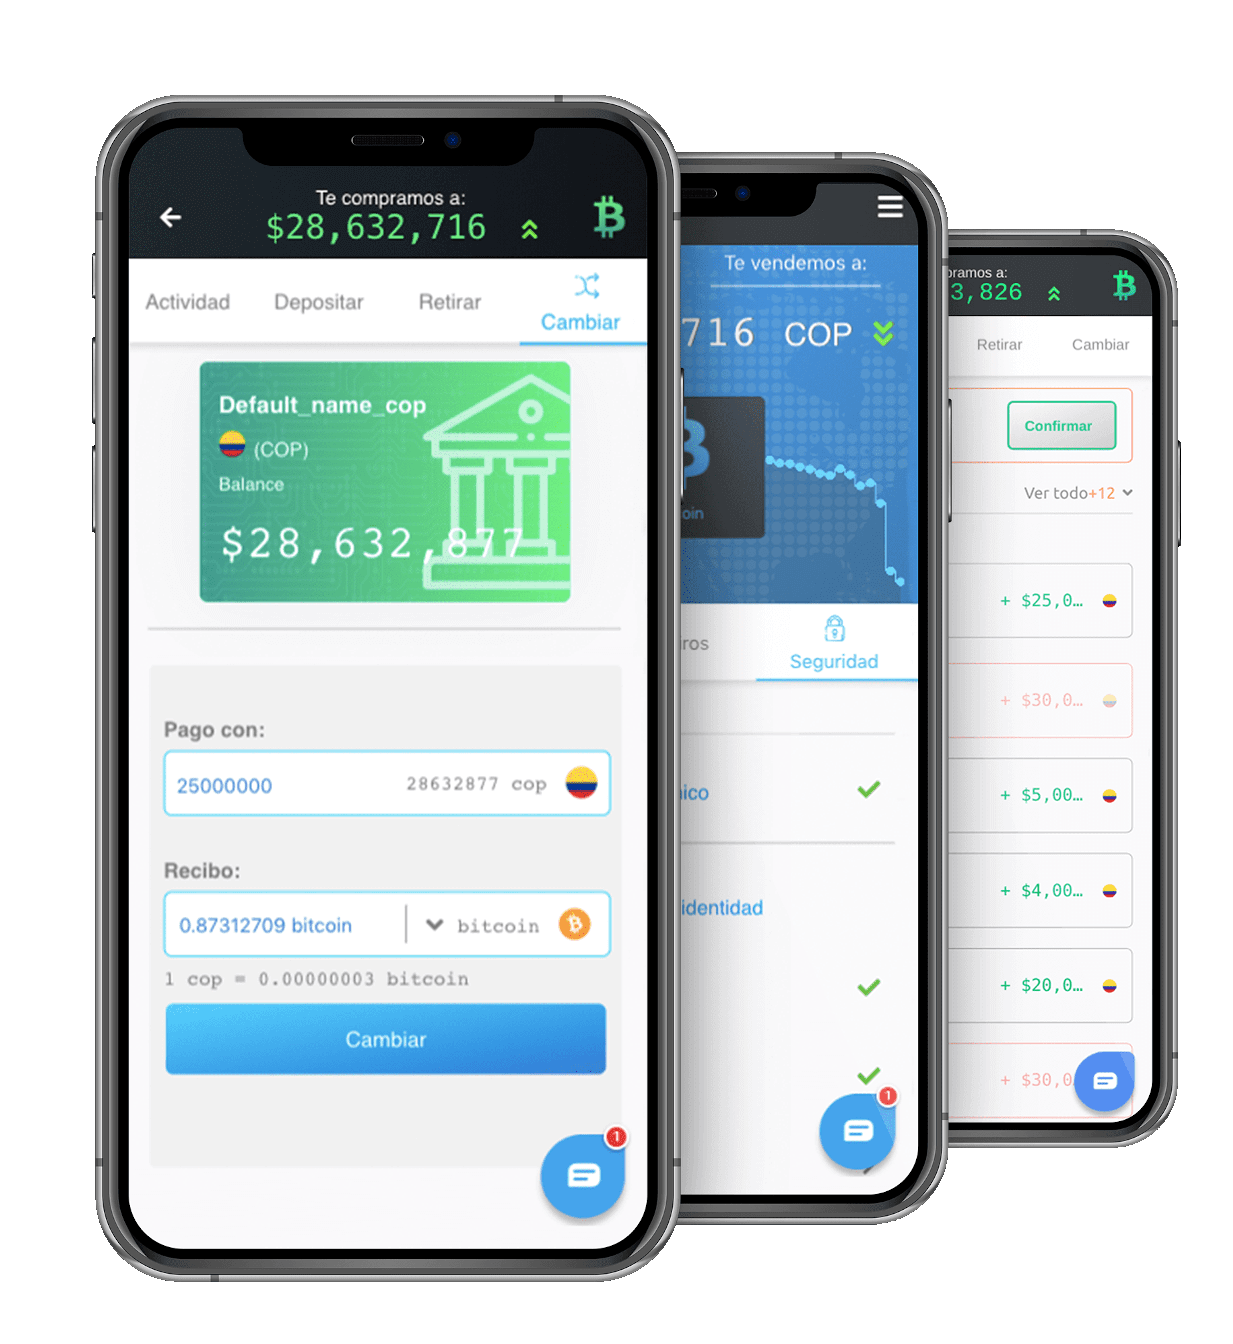 Te compramos a:
$28,632,716
Actividad
Depositar
Retirar
Cambiar
Default_name_cop
(COP)
Balance
$28,632,877
Pago con:
25000000
28632877 cop
Recibo:
0.87312709 bitcoin
bitcoin
1 cop = 0.00000003 bitcoin
Cambiar
1
Te vendemos a:
716 COP
oin
ros
Seguridad
ico
identidad
1
pramos a:
3,826
Retirar
Cambiar
Confirmar
Ver todo+12
+ $25,0…
+ $30,0…
+ $5,00…
+ $4,00…
+ $20,0…
+ $30,0